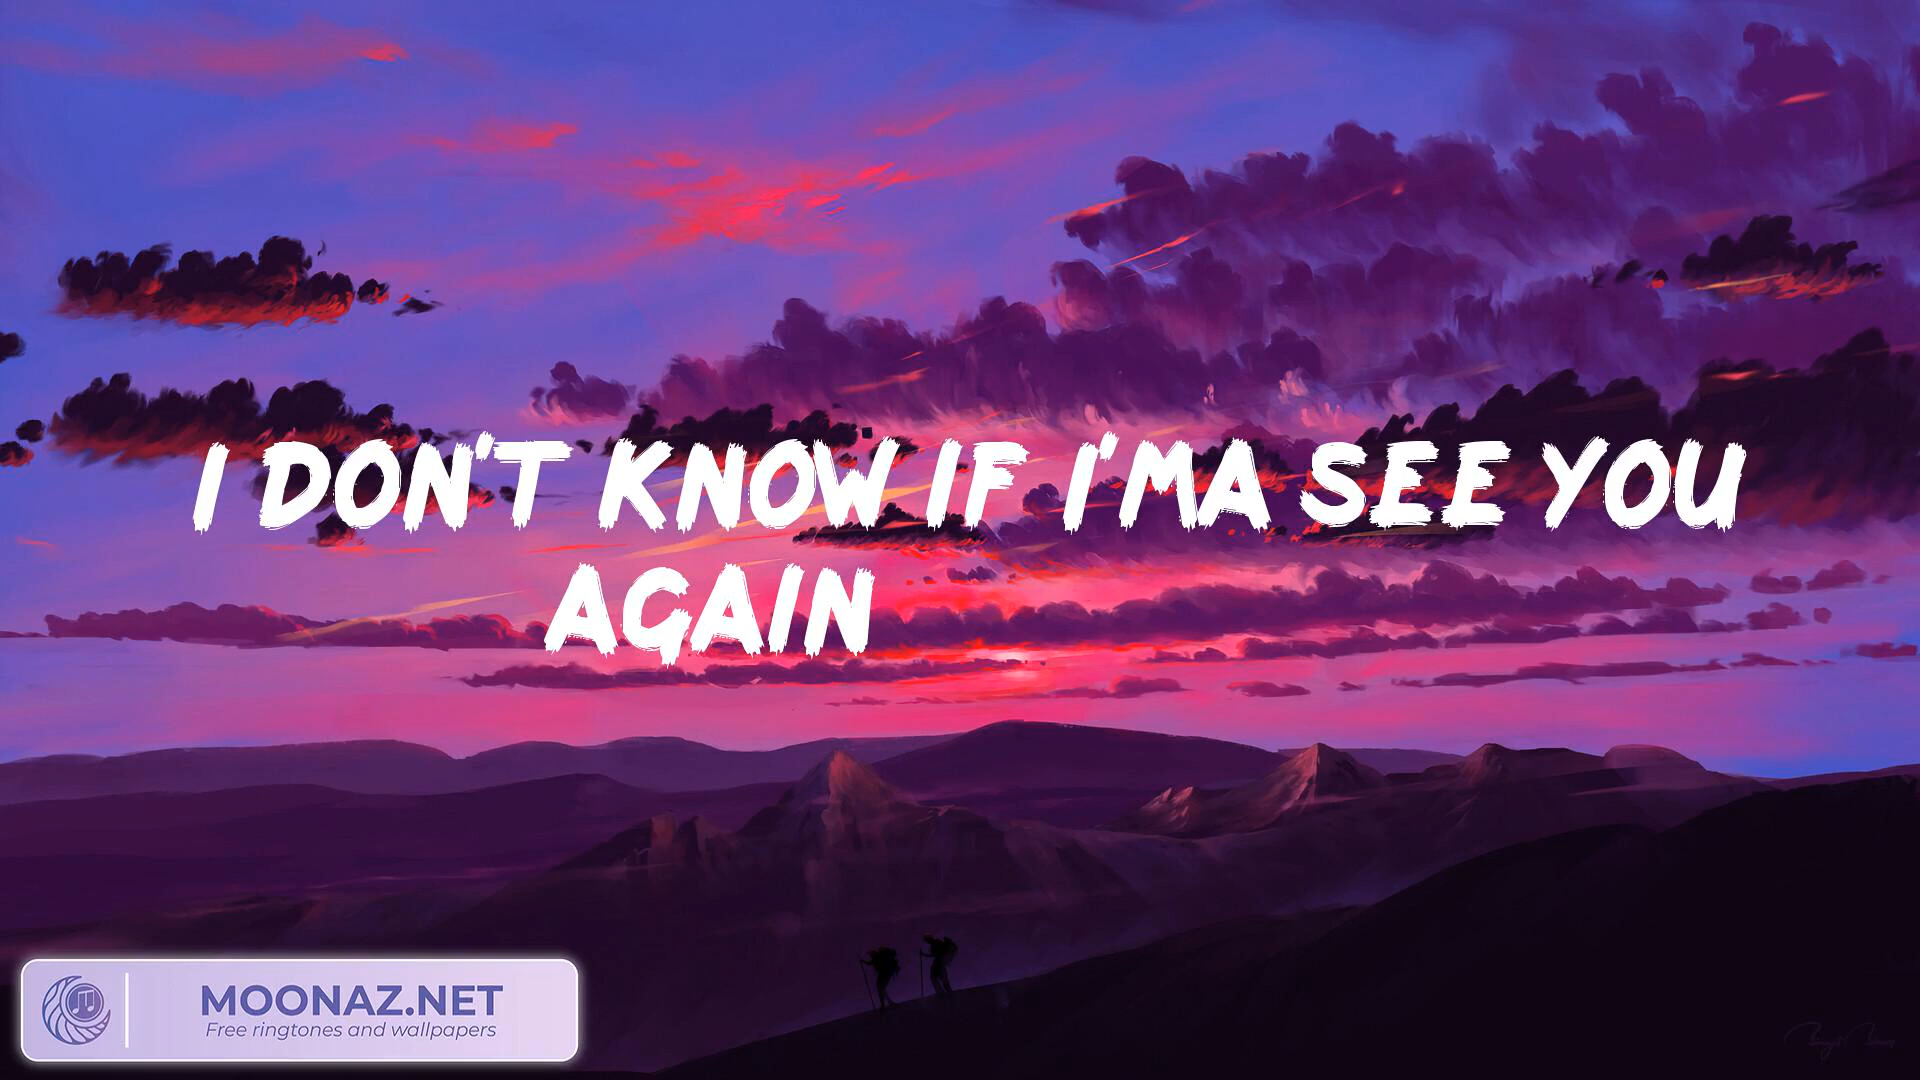 I DON'T KNOW IF I'MA SEE YOU
AGAIN
MOONAZ.NET
Free ringtones and wallpapers